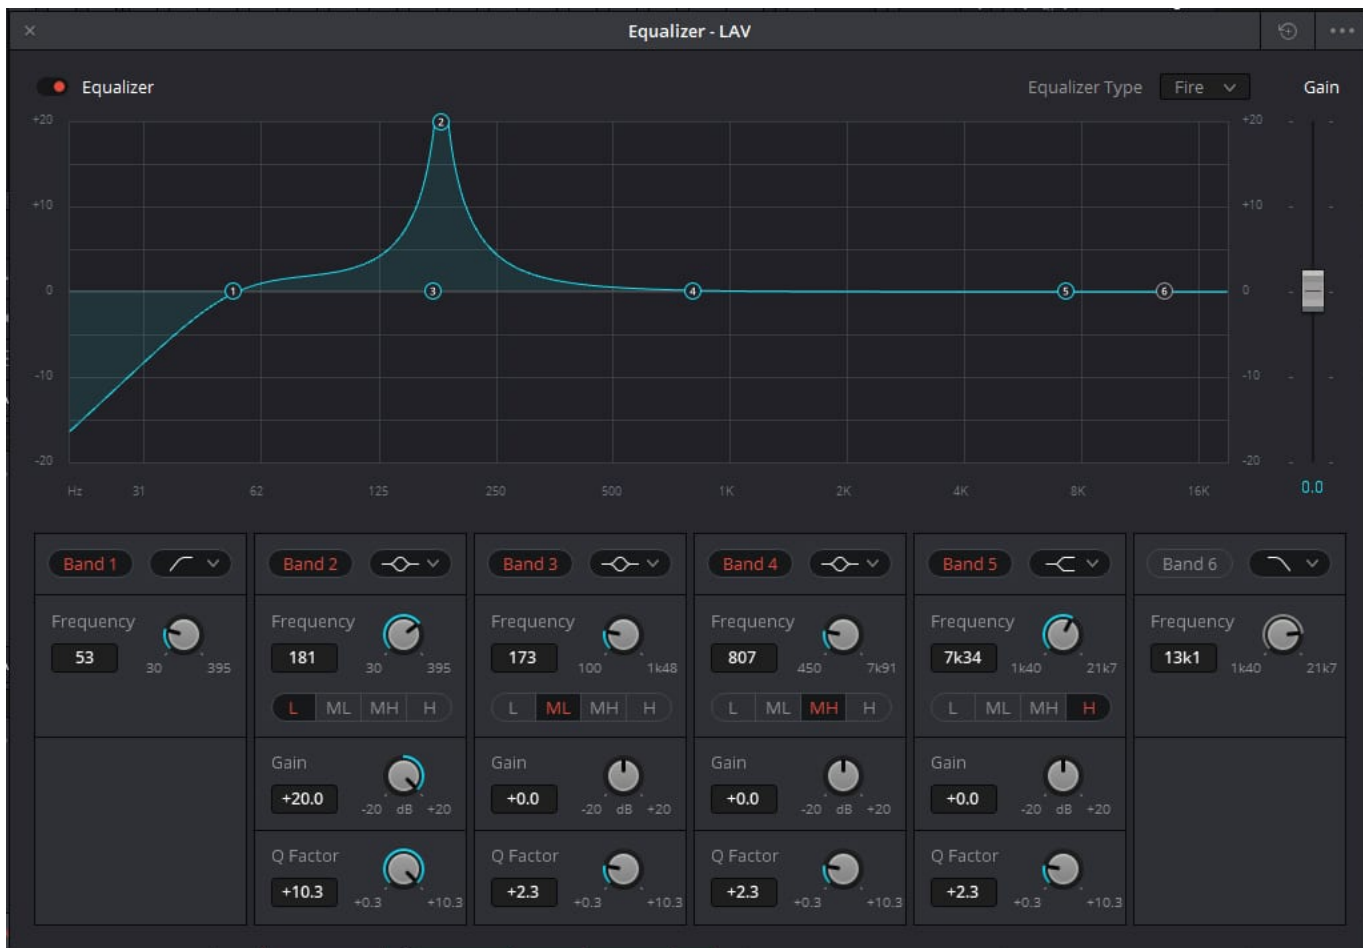 Equalizer - LAV
Equalizer Equalizer Type Fire Gain
+20 +20
2
+10 +10
0 1 3 4 5 6 0
-10 -10
-20 -20
Hz 31 62 125 250 500 1K 2K 4K 8K 16K 0.0
Band 1 Band 2 Band 3 Band 4 Band 5 Band 6
Frequency Frequency Frequency Frequency Frequency Frequency
53 30 395 181 30 395 173 100 1k48 807 450 7k91 7k34 1k40 21k7 13k1 1k40 21k7
L ML MH H L ML MH H L ML MH H L ML MH H
Gain Gain Gain Gain
+20.0 -20 dB +20 +0.0 -20 dB +20 +0.0 -20 dB +20 +0.0 -20 dB +20
Q Factor Q Factor Q Factor Q Factor
+10.3 +0.3 +10.3 +2.3 +0.3 +10.3 +2.3 +0.3 +10.3 +2.3 +0.3 +10.3